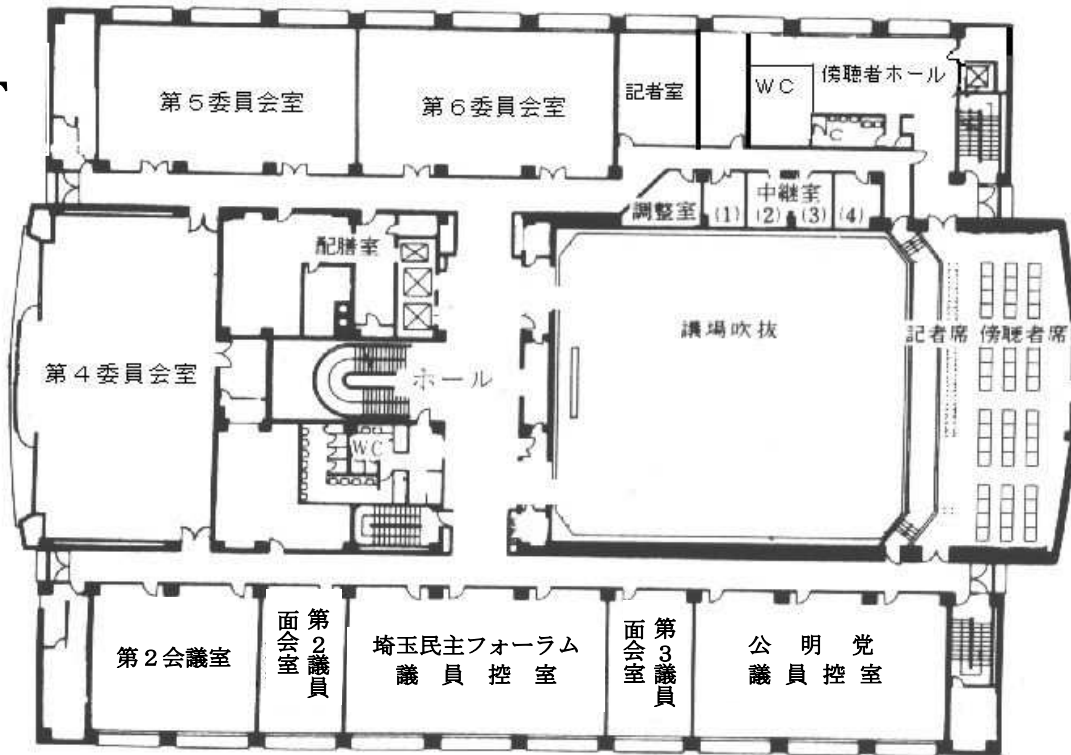 第5委員会室
第6委員会室
記者室
WC
傍聴者ホール
調整室
中継室
(1)
(2)
(3)
(4)
配膳室
第4委員会室
ホール
WC
議場吹抜
記者席
傍聴者席
第2会議室
第2議員
面会室
埼玉民主フォーラム
議員控室
第3議員
面会室
公明党
議員控室